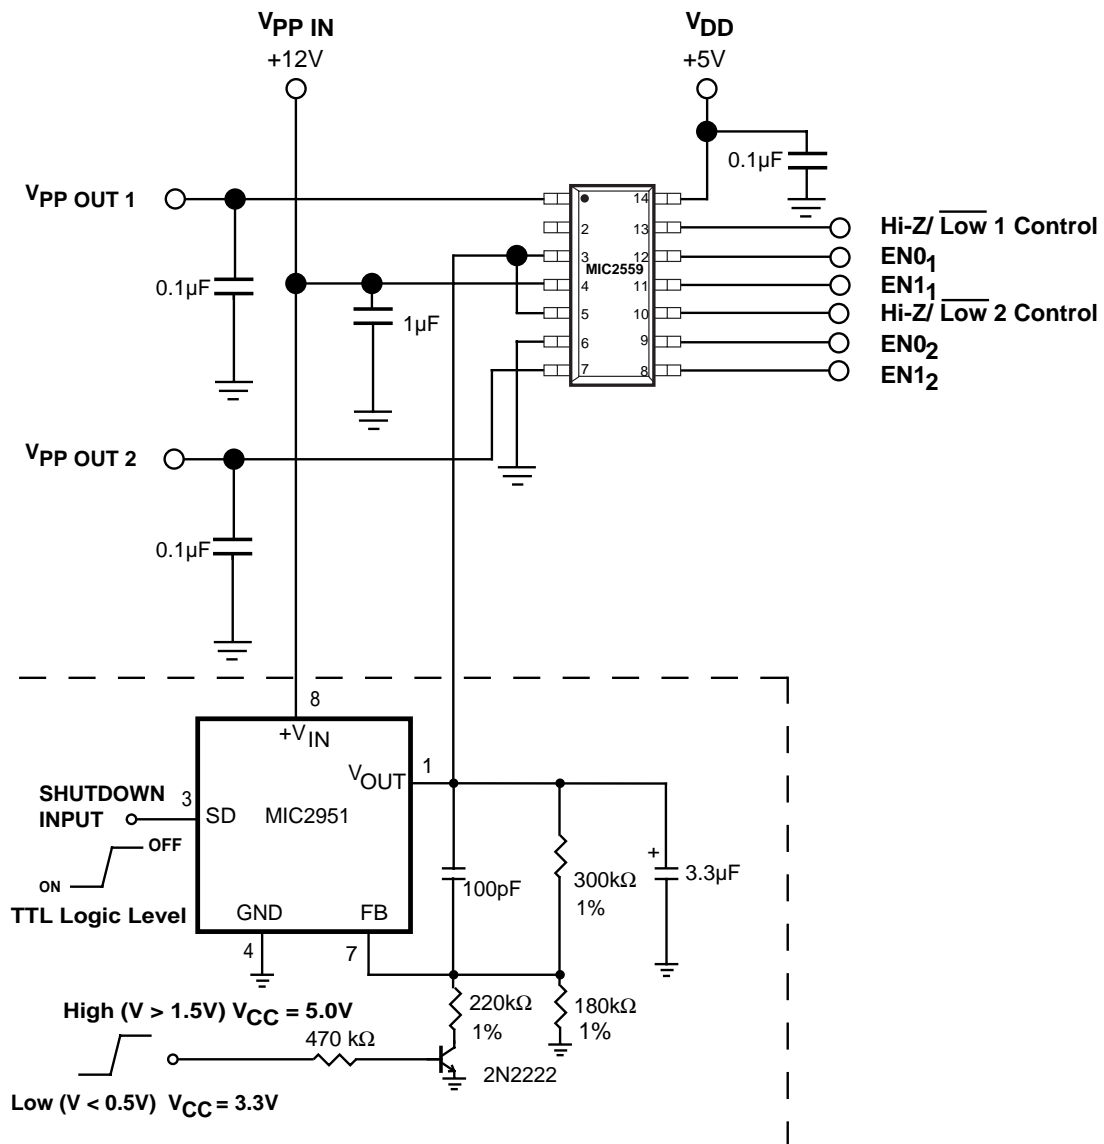 VPP IN
+12V
VDD
+5V
0.1µF
VPP OUT 1
14
2
13
Hi-Z/ Low 1 Control
3
12
EN01
MIC2559
4
11
EN11
0.1µF
1µF
5
10
Hi-Z/ Low 2 Control
6
9
EN02
7
8
EN12
VPP OUT 2
0.1µF
8
+VIN
VOUT
1
SHUTDOWN
INPUT
3
SD
MIC2951
OFF
ON
TTL Logic Level
GND
FB
4
7
100pF
300kΩ
1%
+
3.3µF
220kΩ
1%
180kΩ
1%
High (V > 1.5V) VCC = 5.0V
470 kΩ
2N2222
Low (V < 0.5V) VCC = 3.3V